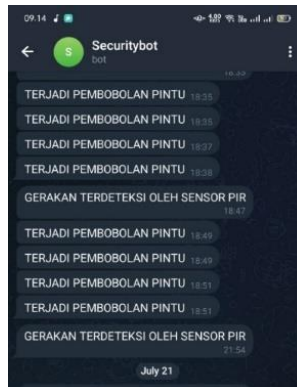 09.14
Securitybot
S
bot
TERJADI PEMBOBOLAN PINTU 18:35
TERJADI PEMBOBOLAN PINTU 18:35
TERJADI PEMBOBOLAN PINTU 18:37
TERJADI PEMBOBOLAN PINTU 18:38
GERAKAN TERDETEKSI OLEH SENSOR PIR
18:47
TERJADI PEMBOBOLAN PINTU 18:49
TERJADI PEMBOBOLAN PINTU 18:49
TERJADI PEMBOBOLAN PINTU 18:51
TERJADI PEMBOBOLAN PINTU 18:51
GERAKAN TERDETEKSI OLEH SENSOR PIR
21:54
July 21